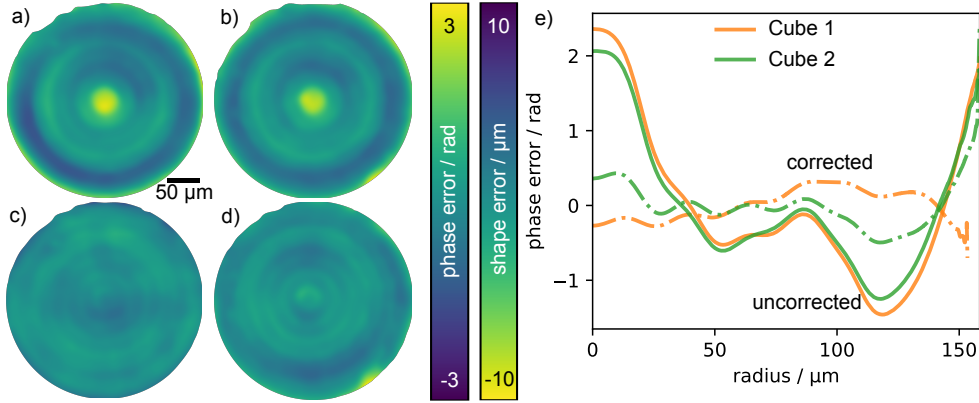 a)
b)
50 µm
c)
d)
3
phase error / rad
-3
10
shape error / µm
-10
e)
Cube 1
Cube 2
corrected
uncorrected
phase error / rad
2
1
0
−1
0
50
100
150
radius / µm